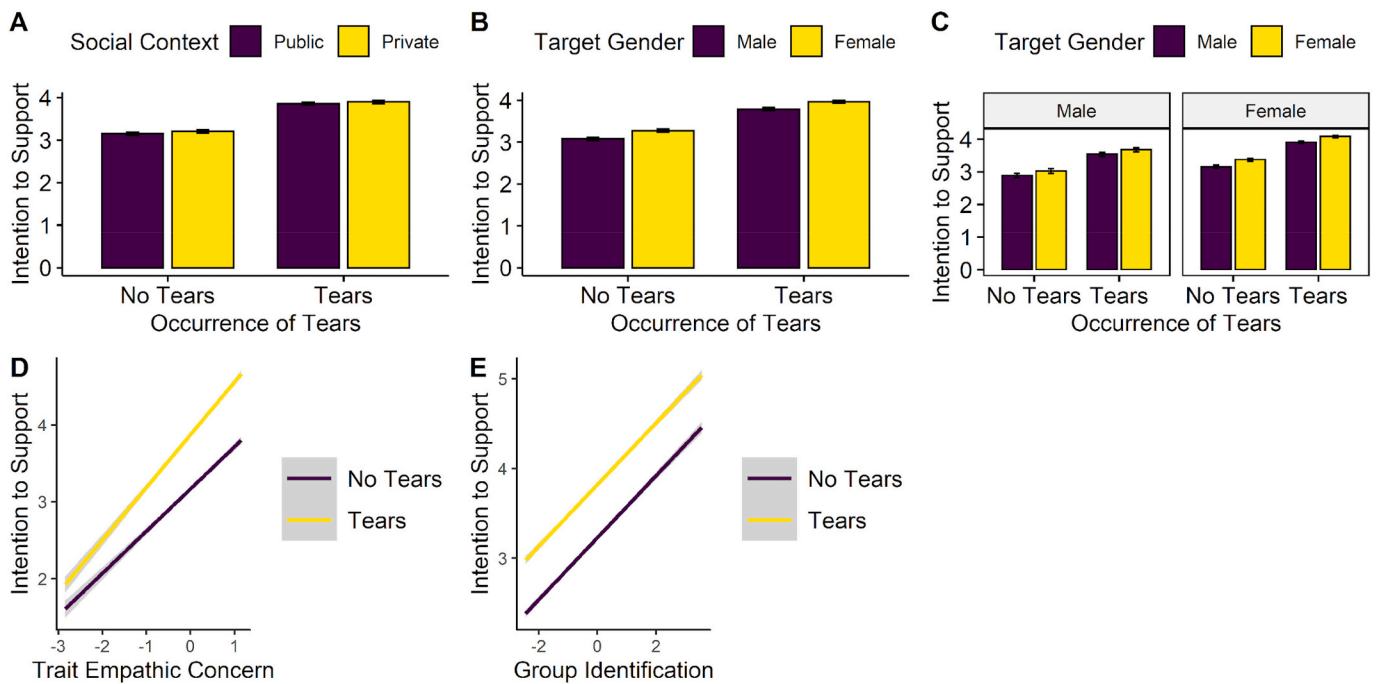 A
Social Context Public Private
Intention to Support
4
3
2
1
0
No Tears Tears
Occurrence of Tears
B
Target Gender Male Female
Intention to Support
4
3
2
1
0
No Tears Tears
Occurrence of Tears
C
Target Gender Male Female
Male Female
Intention to Support
4
3
2
1
0
No Tears Tears No Tears Tears
Occurrence of Tears
D
Intention to Support
4
3
2
-3 -2 -1 0 1
Trait Empathic Concern
No Tears
Tears
E
Intention to Support
5
4
3
-2 0 2
Group Identification
No Tears
Tears